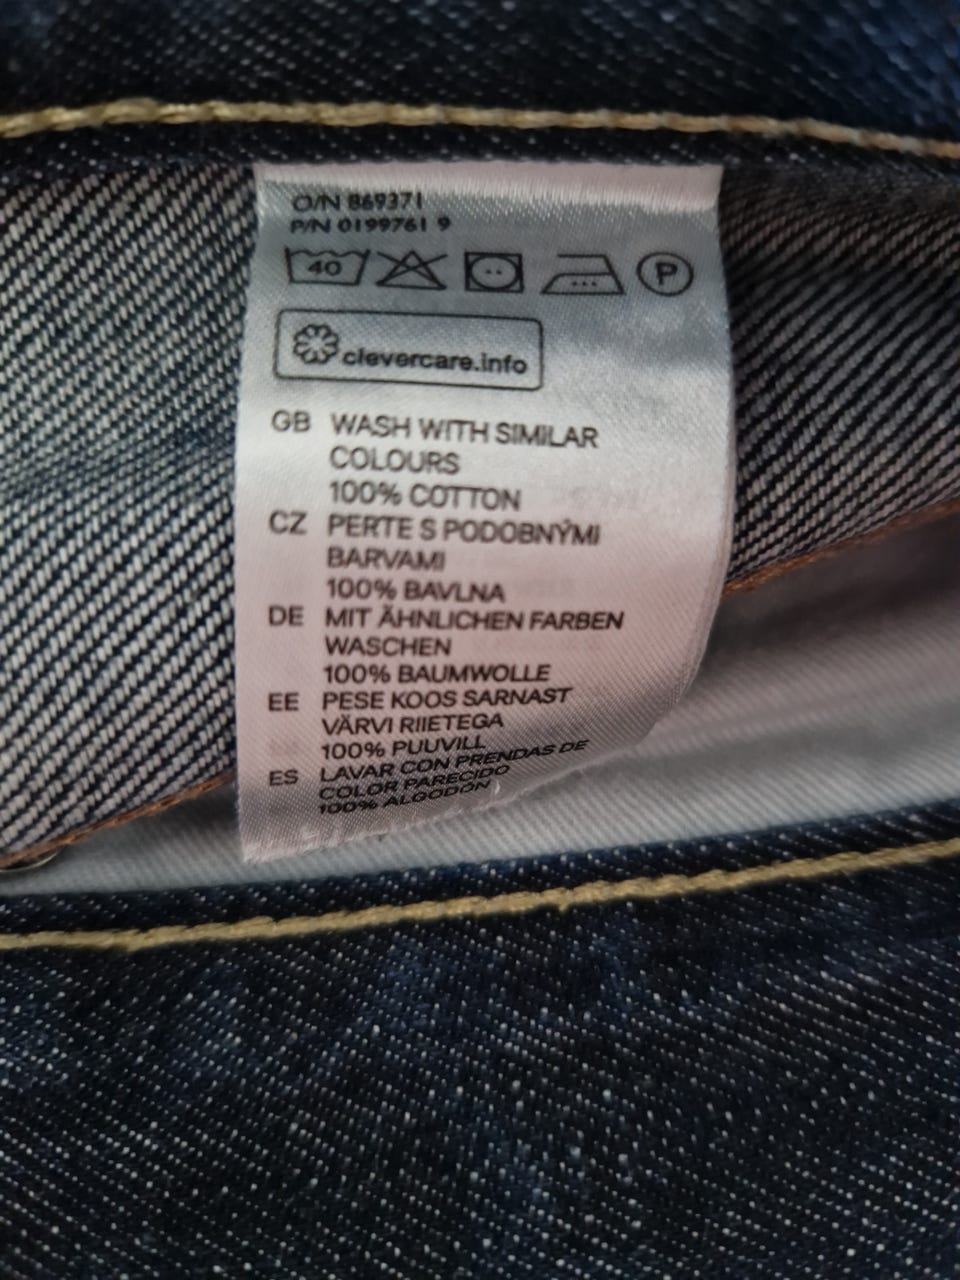 O/N 869371
P/N 0199761 9
40 P
clevercare.info
GB WASH WITH SIMILAR
COLOURS
100% COTTON
CZ PERTE S PODOBNÝMI
BARVAMI
100% BAVLNA
DE MIT ÄHNLICHEN FARBEN
WASCHEN
100% BAUMWOLLE
EE PESE KOOS SARNAST
VÄRVI RIIETEGA
100% PUUVILL
ES LAVAR CON PRENDAS DE
COLOR PARECIDO
100% ALGODÓN